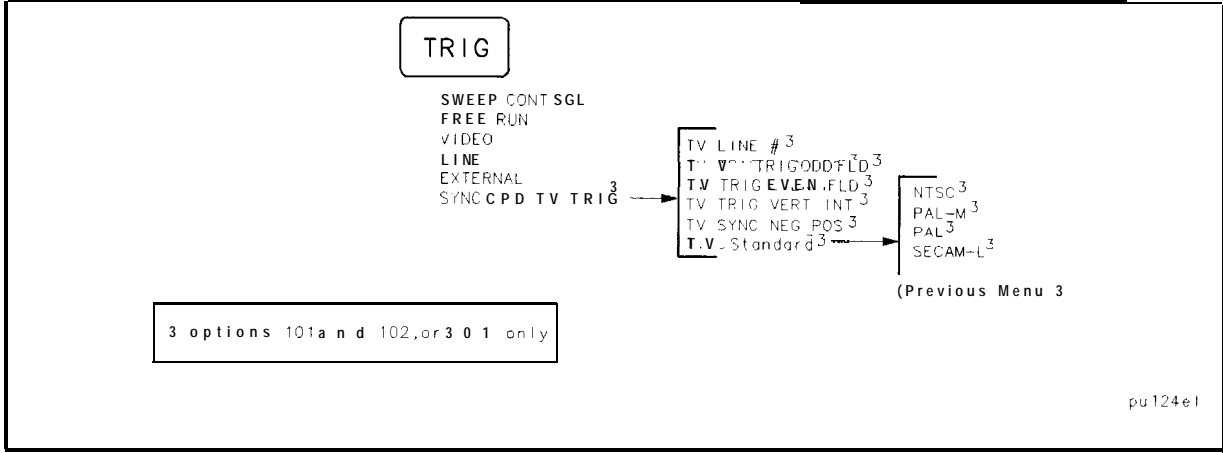 TRIG
SWEEP CONT SGL
FREE RUN
VIDEO
LINE
EXTERNAL
SYNC CPD TV TRIG 3
TV LINE # 3
TRIG ODD FLD 3
TV TRIG EVEN FLD 3
TV TRIG VERT INT 3
TV SYNC NEG POS 3
T.V. Standard 3
NTSC 3
PAL-M 3
PAL 3
SECAM-L 3
(Previous Menu 3
3 options 101 and 102, or 301 only
pu124el